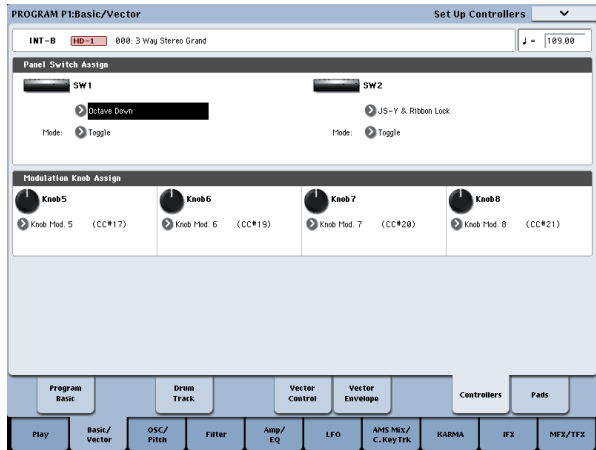 PROGRAM P1:Basic/Vector Set Up Controllers
INT-B HD-1 000: 3 Way Stereo Grand ♩ = 109.00
Panel Switch Assign
SW1 SW2
Octave Down JS-Y & Ribbon Lock
Mode: Toggle Mode: Toggle
Modulation Knob Assign
Knob5 Knob6 Knob7 Knob8
Knob Mod. 5 (CC#17) Knob Mod. 6 (CC#19) Knob Mod. 7 (CC#20) Knob Mod. 8 (CC#21)
Program Basic Drum Track Vector Control Vector Envelope Controllers Pads
Play Basic/Vector OSC/Pitch Filter Amp/EQ LFO AMS Mix/C.KeyTrk KARMA IFX MFX/TFX